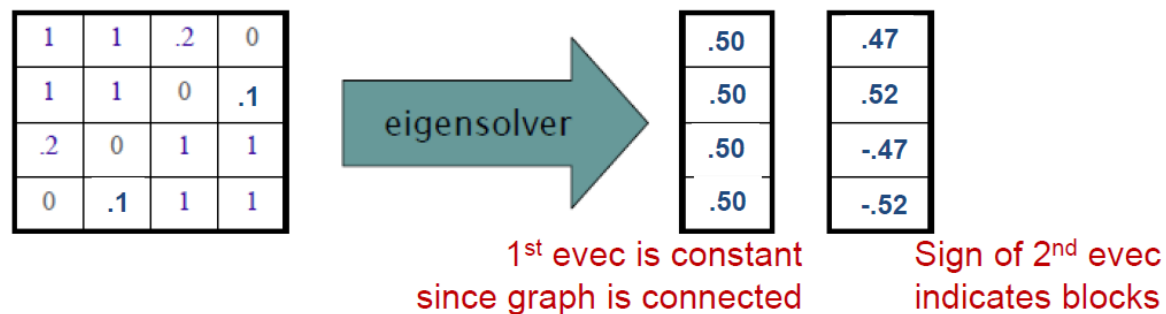 1 1 .2 0
1 1 0 .1
.2 0 1 1
0 .1 1 1
eigensolver
.50
.50
.50
.50
.47
.52
-.47
-.52
1st evec is constant
since graph is connected
Sign of 2nd evec
indicates blocks